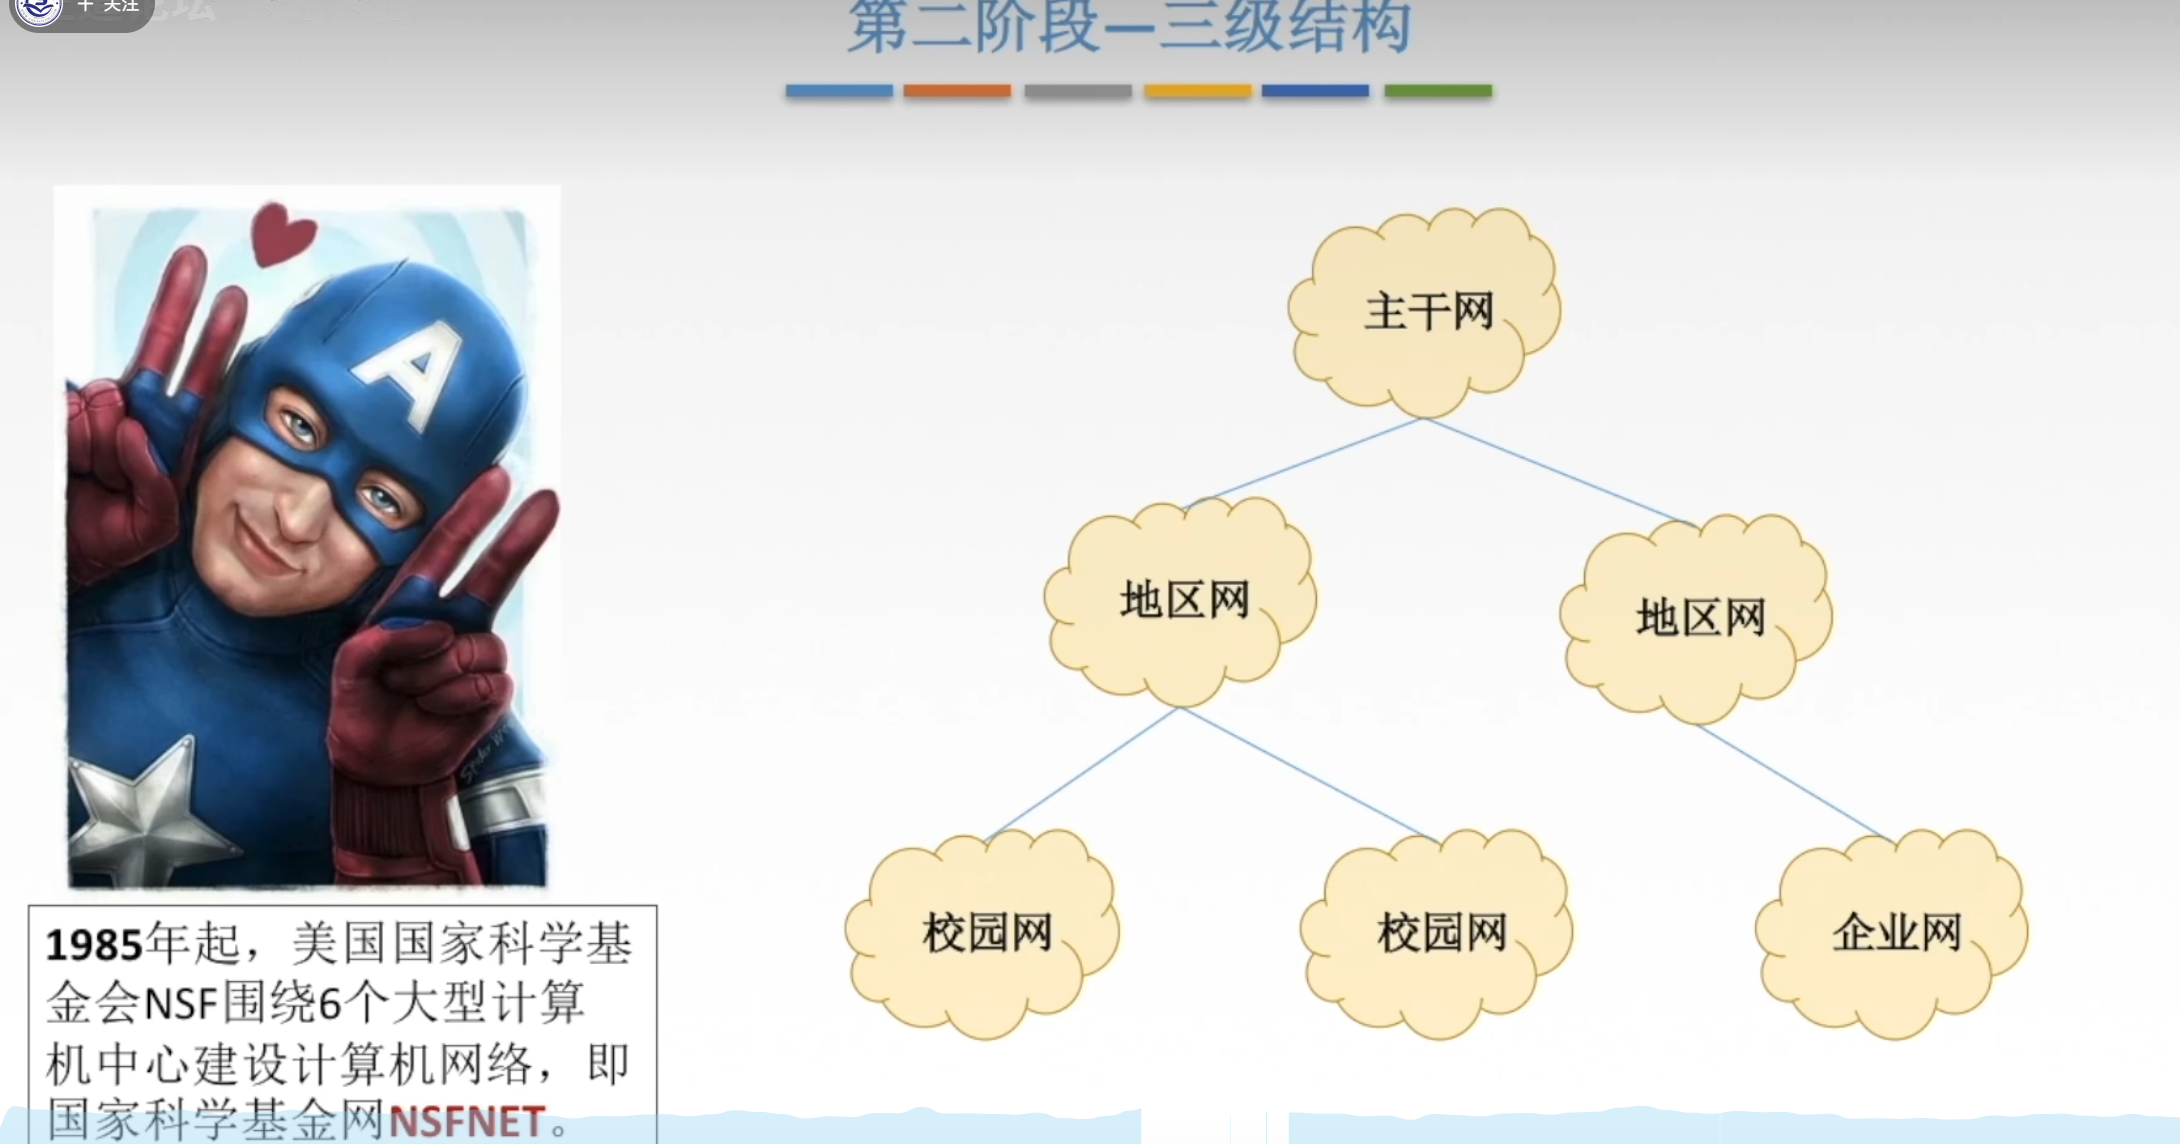 + 关注
第二阶段—三级结构
A
主干网
地区网
地区网
校园网
校园网
企业网
1985年起，美国国家科学基
金会NSF围绕6个大型计算
机中心建设计算机网络，即
国家科学基金网NSFNET。